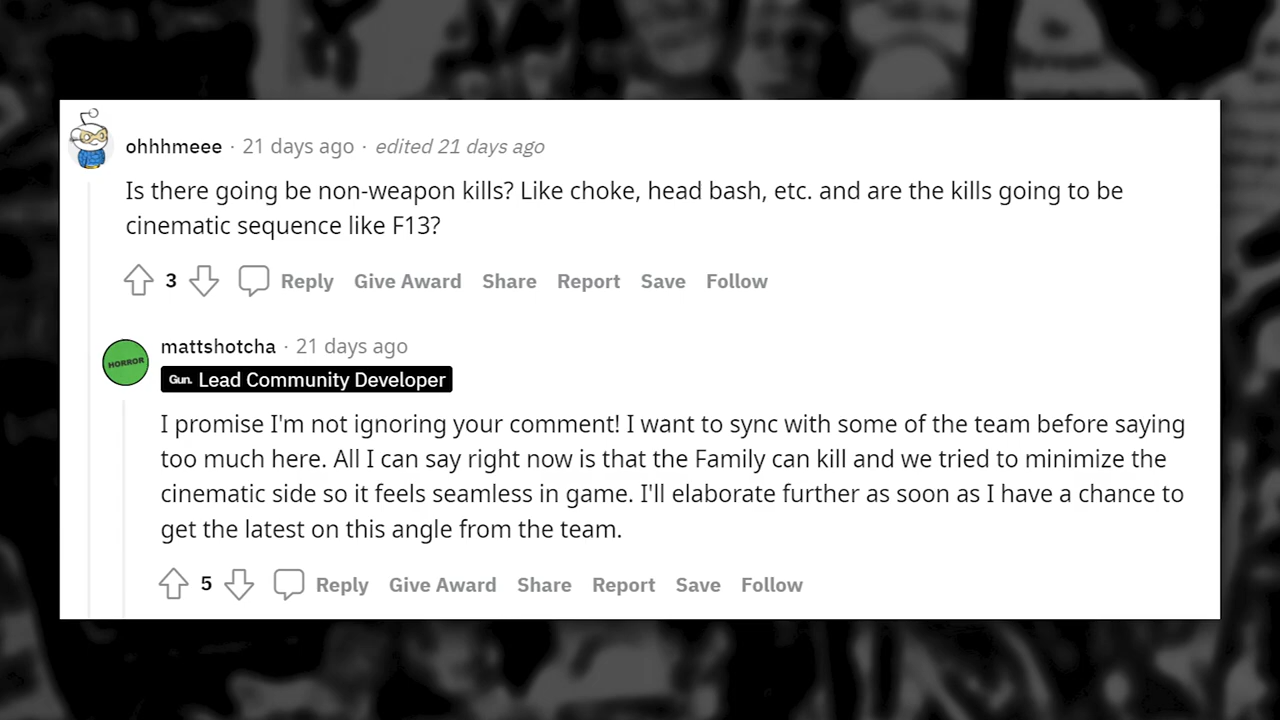 ohhhmeee · 21 days ago · edited 21 days ago
Is there going be non-weapon kills? Like choke, head bash, etc. and are the kills going to be
cinematic sequence like F13?
3 Reply Give Award Share Report Save Follow
mattshotcha · 21 days ago
HORROR
Gun. Lead Community Developer
I promise I'm not ignoring your comment! I want to sync with some of the team before saying
too much here. All I can say right now is that the Family can kill and we tried to minimize the
cinematic side so it feels seamless in game. I'll elaborate further as soon as I have a chance to
get the latest on this angle from the team.
5 Reply Give Award Share Report Save Follow